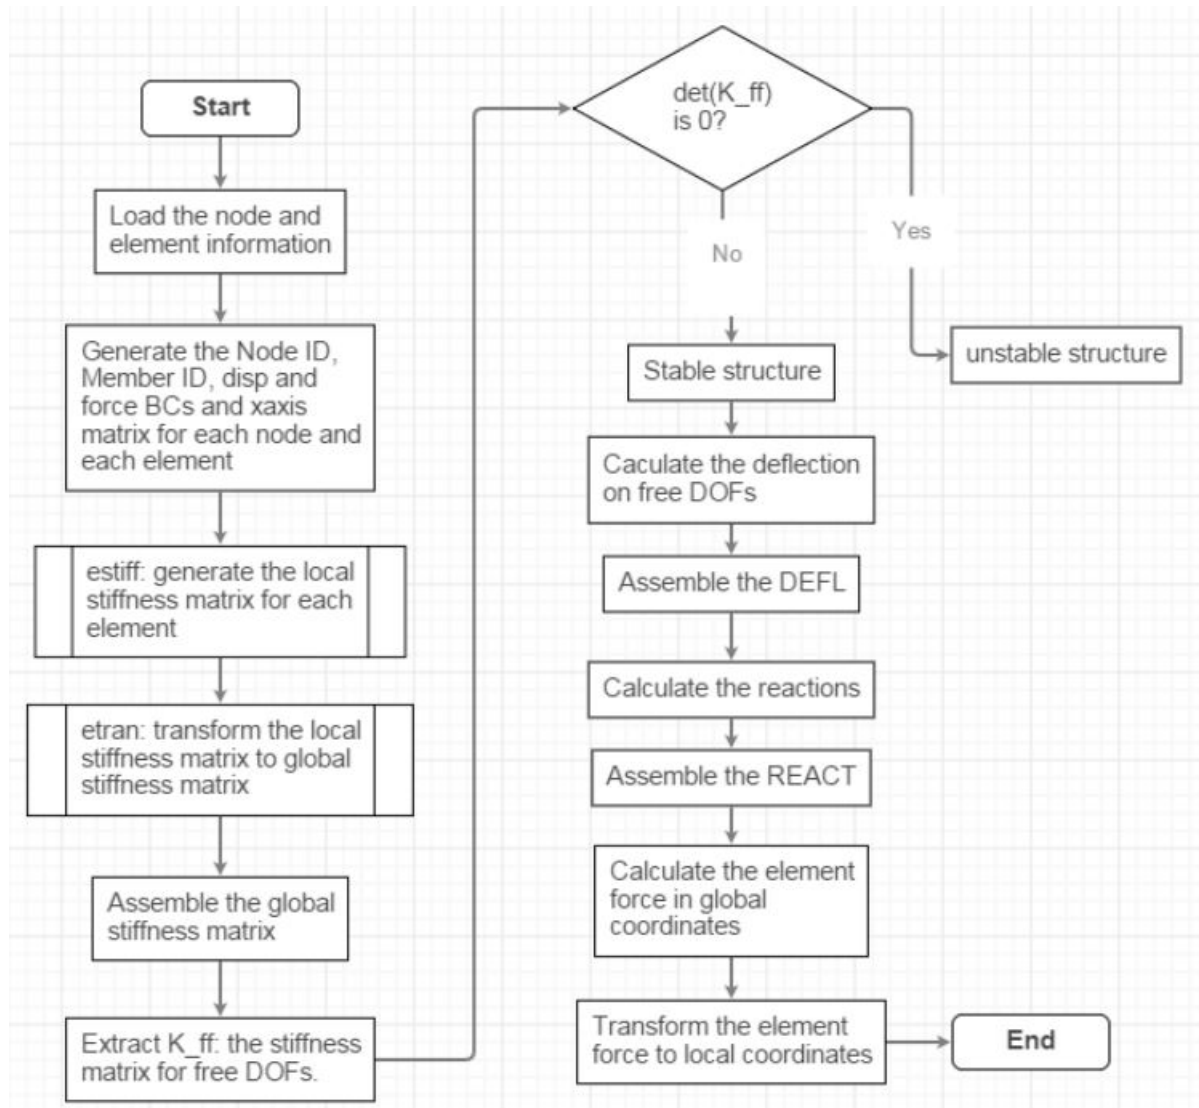 Start
Load the node and
element information
Generate the Node ID,
Member ID, disp and
force BCs and xaxis
matrix for each node and
each element
estiff: generate the local
stiffness matrix for each
element
etran: transform the local
stiffness matrix to global
stiffness matrix
Assemble the global
stiffness matrix
Extract K_ff: the stiffness
matrix for free DOFs.
det(K_ff)
is 0?
No
Yes
unstable structure
Stable structure
Caculate the deflection
on free DOFs
Assemble the DEFL
Calculate the reactions
Assemble the REACT
Calculate the element
force in global
coordinates
Transform the element
force to local coordinates
End